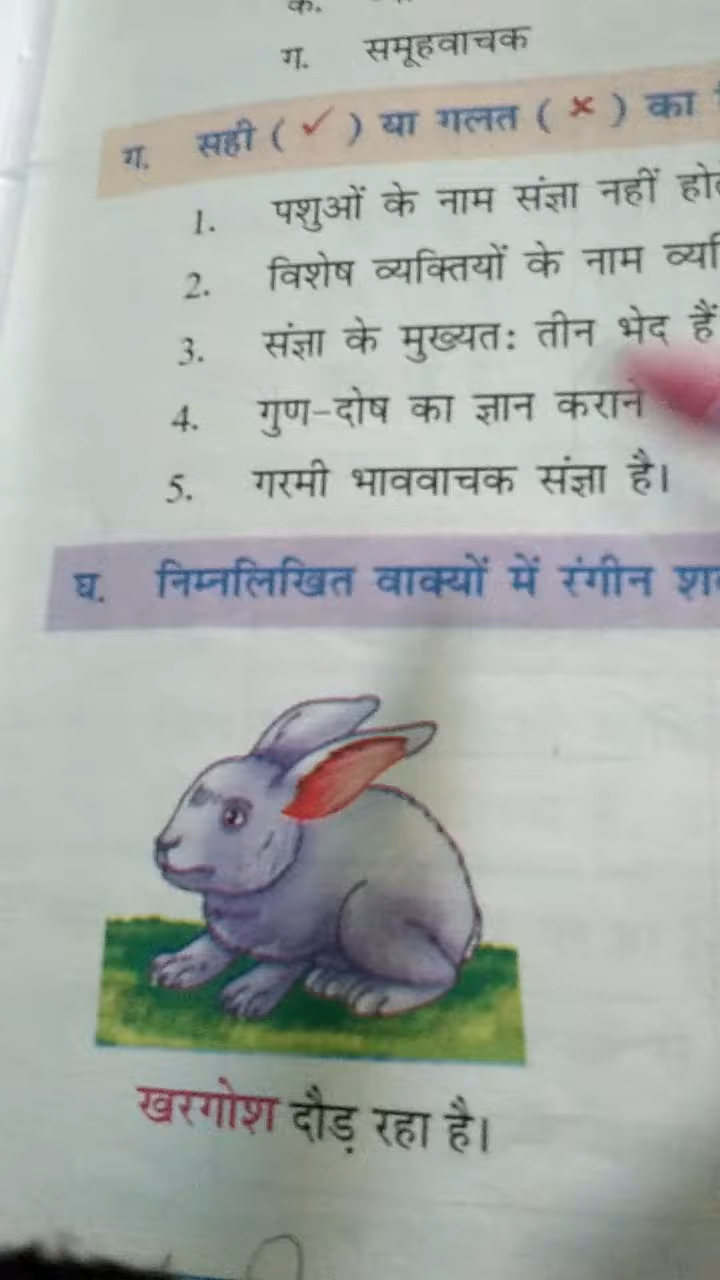 क.
ग. समूहवाचक
ग. सही ( ✓ ) या गलत ( × ) का
1. पशुओं के नाम संज्ञा नहीं
2. विशेष व्यक्तियों के नाम
3. संज्ञा के मुख्यत: तीन भेद हैं
4. गुण-दोष का ज्ञान कराने
5. गरमी भाववाचक संज्ञा है।
घ. निम्नलिखित वाक्यों में रंगीन
खरगोश दौड़ रहा है।